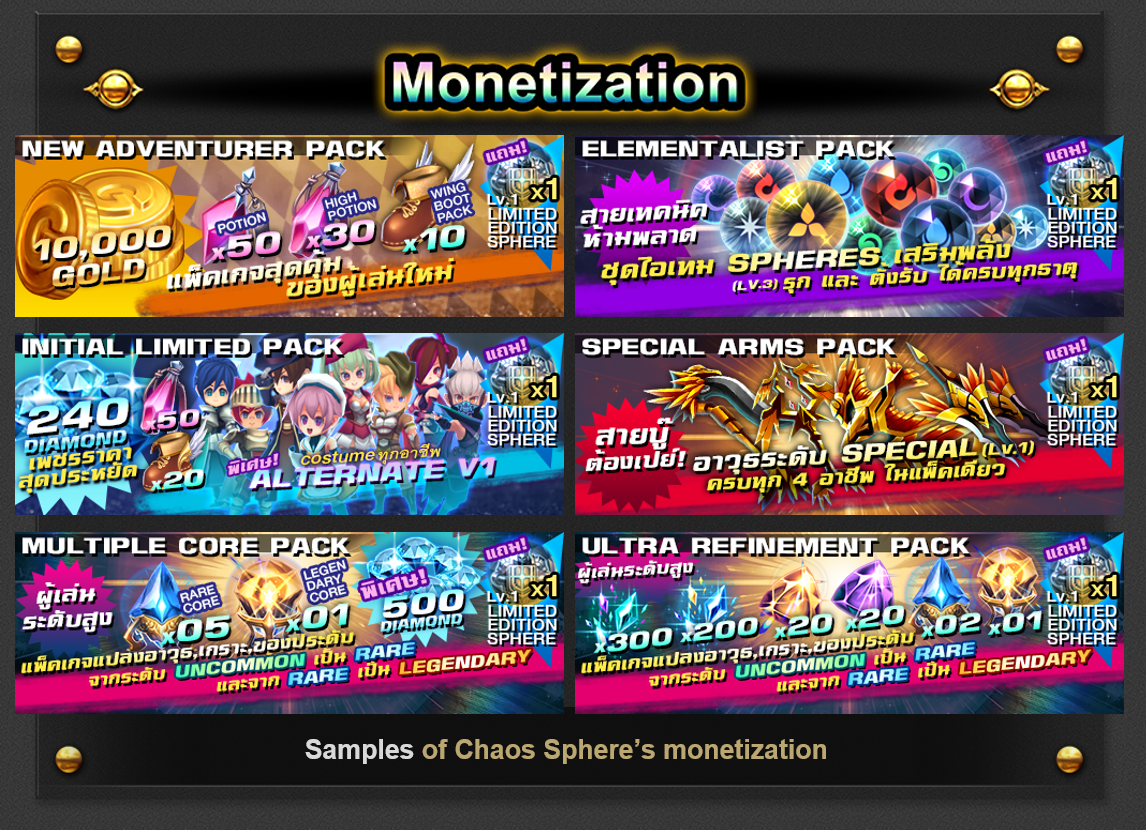 Monetization
NEW ADVENTURER PACK
10,000
GOLD
POTION
x50
HIGH
POTION
x30
WING
BOOT
PACK
x10
แถม!
x1
Lv.1
LIMITED
EDITION
SPHERE
แพ็คเกจสุดคุ้ม
ของผู้เล่นใหม่
ELEMENTALIST PACK
สายเทคนิค
ห้ามพลาด
แถม!
x1
Lv.1
LIMITED
EDITION
SPHERE
ชุดไอเทม SPHERES เสริมพลัง
(LV.3) รุก และ ตั้งรับ ได้ครบทุกธาตุ
INITIAL LIMITED PACK
240
DIAMOND
เพชรราคา
สุดประหยัด
x50
x20
พิเศษ!
costumeทุกอาชีพ
ALTERNATE V1
แถม!
x1
Lv.1
LIMITED
EDITION
SPHERE
SPECIAL ARMS PACK
สายบู๊
ต้องเปย์!
อาวุธระดับ SPECIAL (LV.1)
ครบทุก 4 อาชีพ ในแพ็คเดียว
แถม!
x1
Lv.1
LIMITED
EDITION
SPHERE
MULTIPLE CORE PACK
ผู้เล่น
ระดับสูง
RARE
CORE
x05
LEGEN
DARY
CORE
x01
พิเศษ!
500
DIAMOND
แถม!
x1
Lv.1
LIMITED
EDITION
SPHERE
แพ็คเกจแปลงอาวุธ,เกราะ,ของประดับ
จากระดับ UNCOMMON เป็น RARE
และจาก RARE เป็น LEGENDARY
ULTRA REFINEMENT PACK
ผู้เล่นระดับสูง
x300 x200 x20 x20 x02 x01
แถม!
x1
Lv.1
LIMITED
EDITION
SPHERE
แพ็คเกจแปลงอาวุธ,เกราะ,ของประดับ
จากระดับ UNCOMMON เป็น RARE
และจาก RARE เป็น LEGENDARY
Samples of Chaos Sphere’s monetization